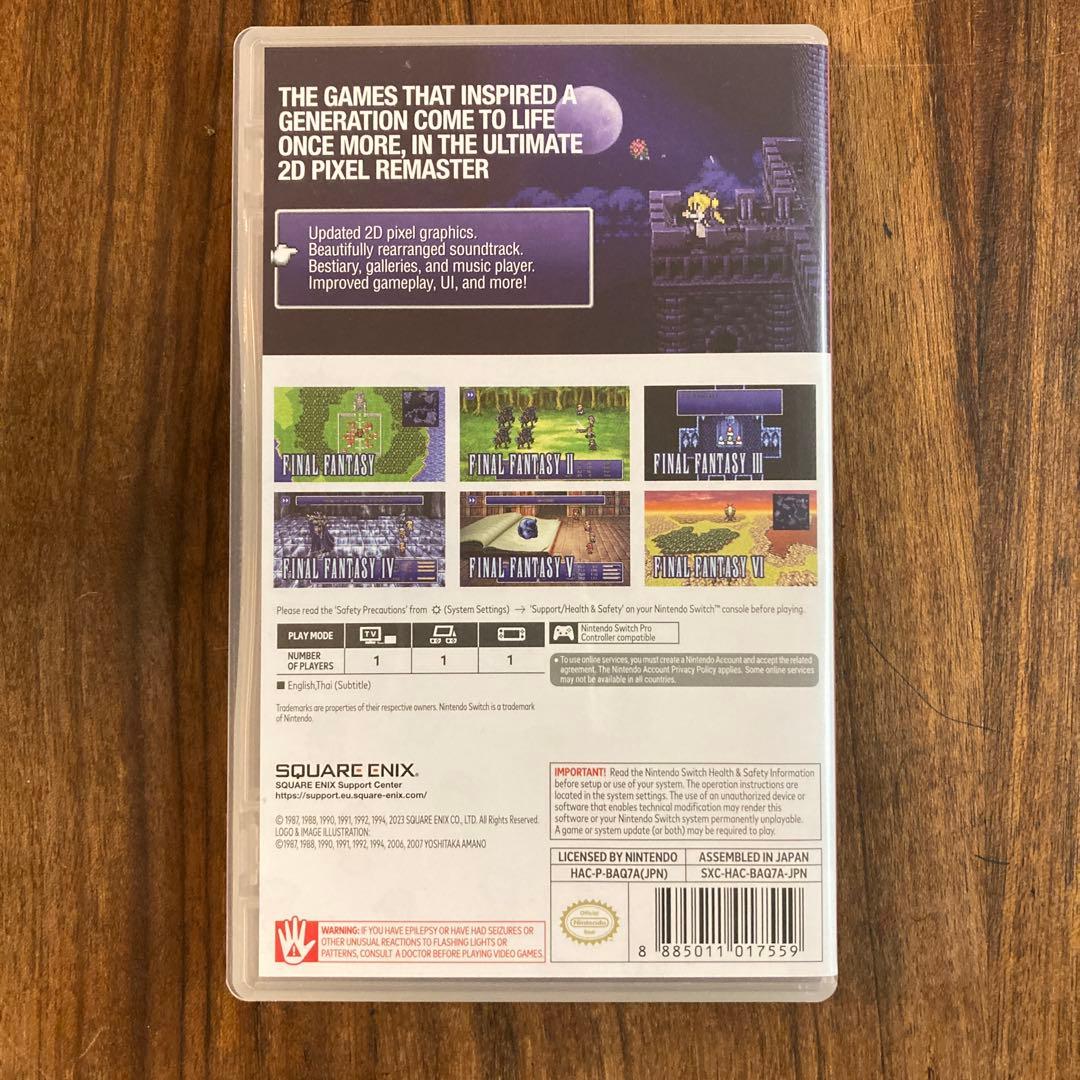 THE GAMES THAT INSPIRED A
GENERATION COME TO LIFE
ONCE MORE, IN THE ULTIMATE
2D PIXEL REMASTER
Updated 2D pixel graphics.
Beautifully rearranged soundtrack.
Bestiary, galleries, and music player.
Improved gameplay, UI, and more!
FINAL FANTASY
FINAL FANTASY II
FINAL FANTASY III
FINAL FANTASY IV
FINAL FANTASY V
FINAL FANTASY VI
Please read the 'Safety Precautions' from (System Settings) → 'Support/Health & Safety' on your Nintendo Switch™ console before playing.
PLAY MODE
TV
NUMBER
OF PLAYERS
1
1
1
Nintendo Switch Pro
Controller compatible
• To use online services, you must create a Nintendo Account and accept the related
agreement. The Nintendo Account Privacy Policy applies. Some online services
may not be available in all countries.
■ English,Thai (Subtitle)
Trademarks are properties of their respective owners. Nintendo Switch is a trademark
of Nintendo.
SQUARE ENIX®
SQUARE ENIX Support Center
https://support.eu.square-enix.com/
© 1987, 1988, 1990, 1991, 1992, 1994, 2023 SQUARE ENIX CO., LTD. All Rights Reserved.
LOGO & IMAGE ILLUSTRATION:
©1987, 1988, 1990, 1991, 1992, 1994, 2006, 2007 YOSHITAKA AMANO
IMPORTANT! Read the Nintendo Switch Health & Safety Information
before setup or use of your system. The operation instructions are
located in the system settings. The use of an unauthorized device or
software that enables technical modification may render this
software or your Nintendo Switch system permanently unplayable.
A game or system update (or both) may be required to play.
LICENSED BY NINTENDO
ASSEMBLED IN JAPAN
HAC-P-BAQ7A(JPN)
SXC-HAC-BAQ7A-JPN
WARNING: IF YOU HAVE EPILEPSY OR HAVE HAD SEIZURES OR
OTHER UNUSUAL REACTIONS TO FLASHING LIGHTS OR
PATTERNS, CONSULT A DOCTOR BEFORE PLAYING VIDEO GAMES.
Official
Nintendo
Seal
8 885011 017559